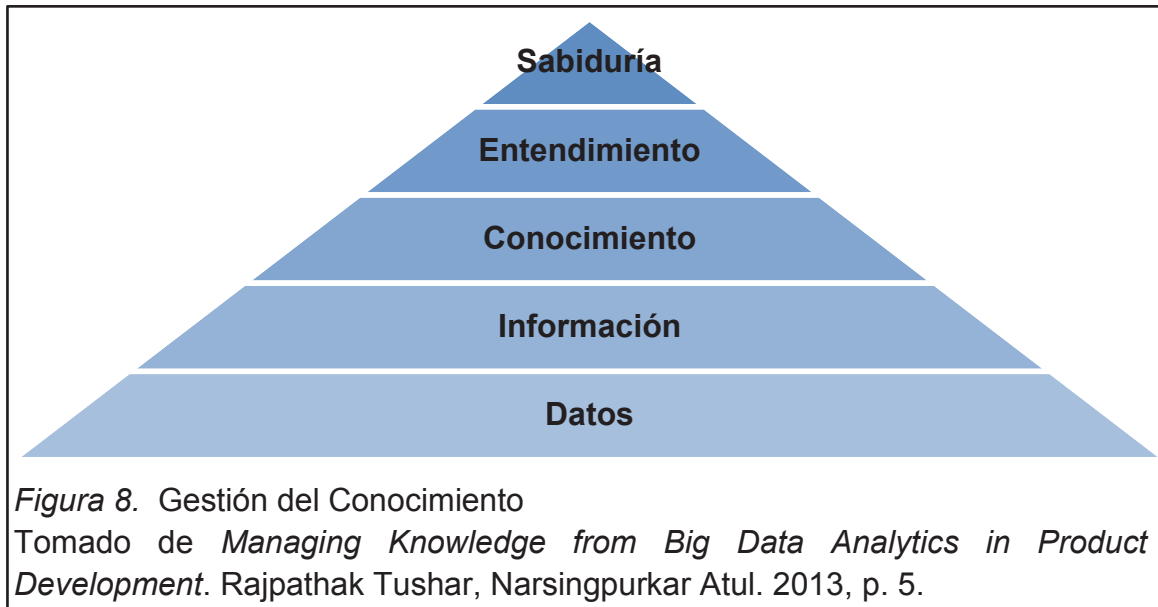 Sabiduría
Entendimiento
Conocimiento
Información
Datos
Figura 8. Gestión del Conocimiento
Tomado de Managing Knowledge from Big Data Analytics in Product
Development. Rajpathak Tushar, Narsingpurkar Atul. 2013, p. 5.